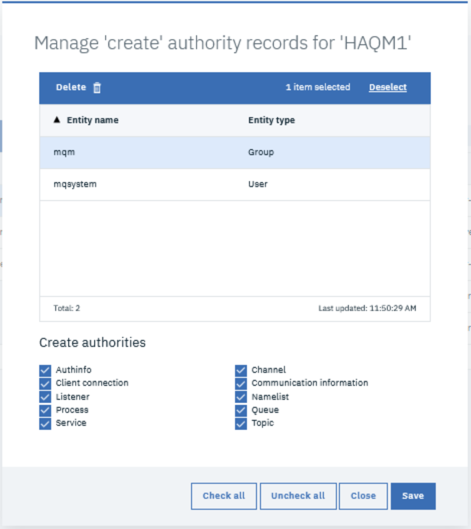 Manage 'create' authority records for 'HAQM1'
Delete 1 item selected Deselect
▲ Entity name Entity type
mqm Group
mqsystem User
Total: 2 Last updated: 11:50:29 AM
Create authorities
Authinfo Channel
Client connection Communication information
Listener Namelist
Process Queue
Service Topic
Check all Uncheck all Close Save